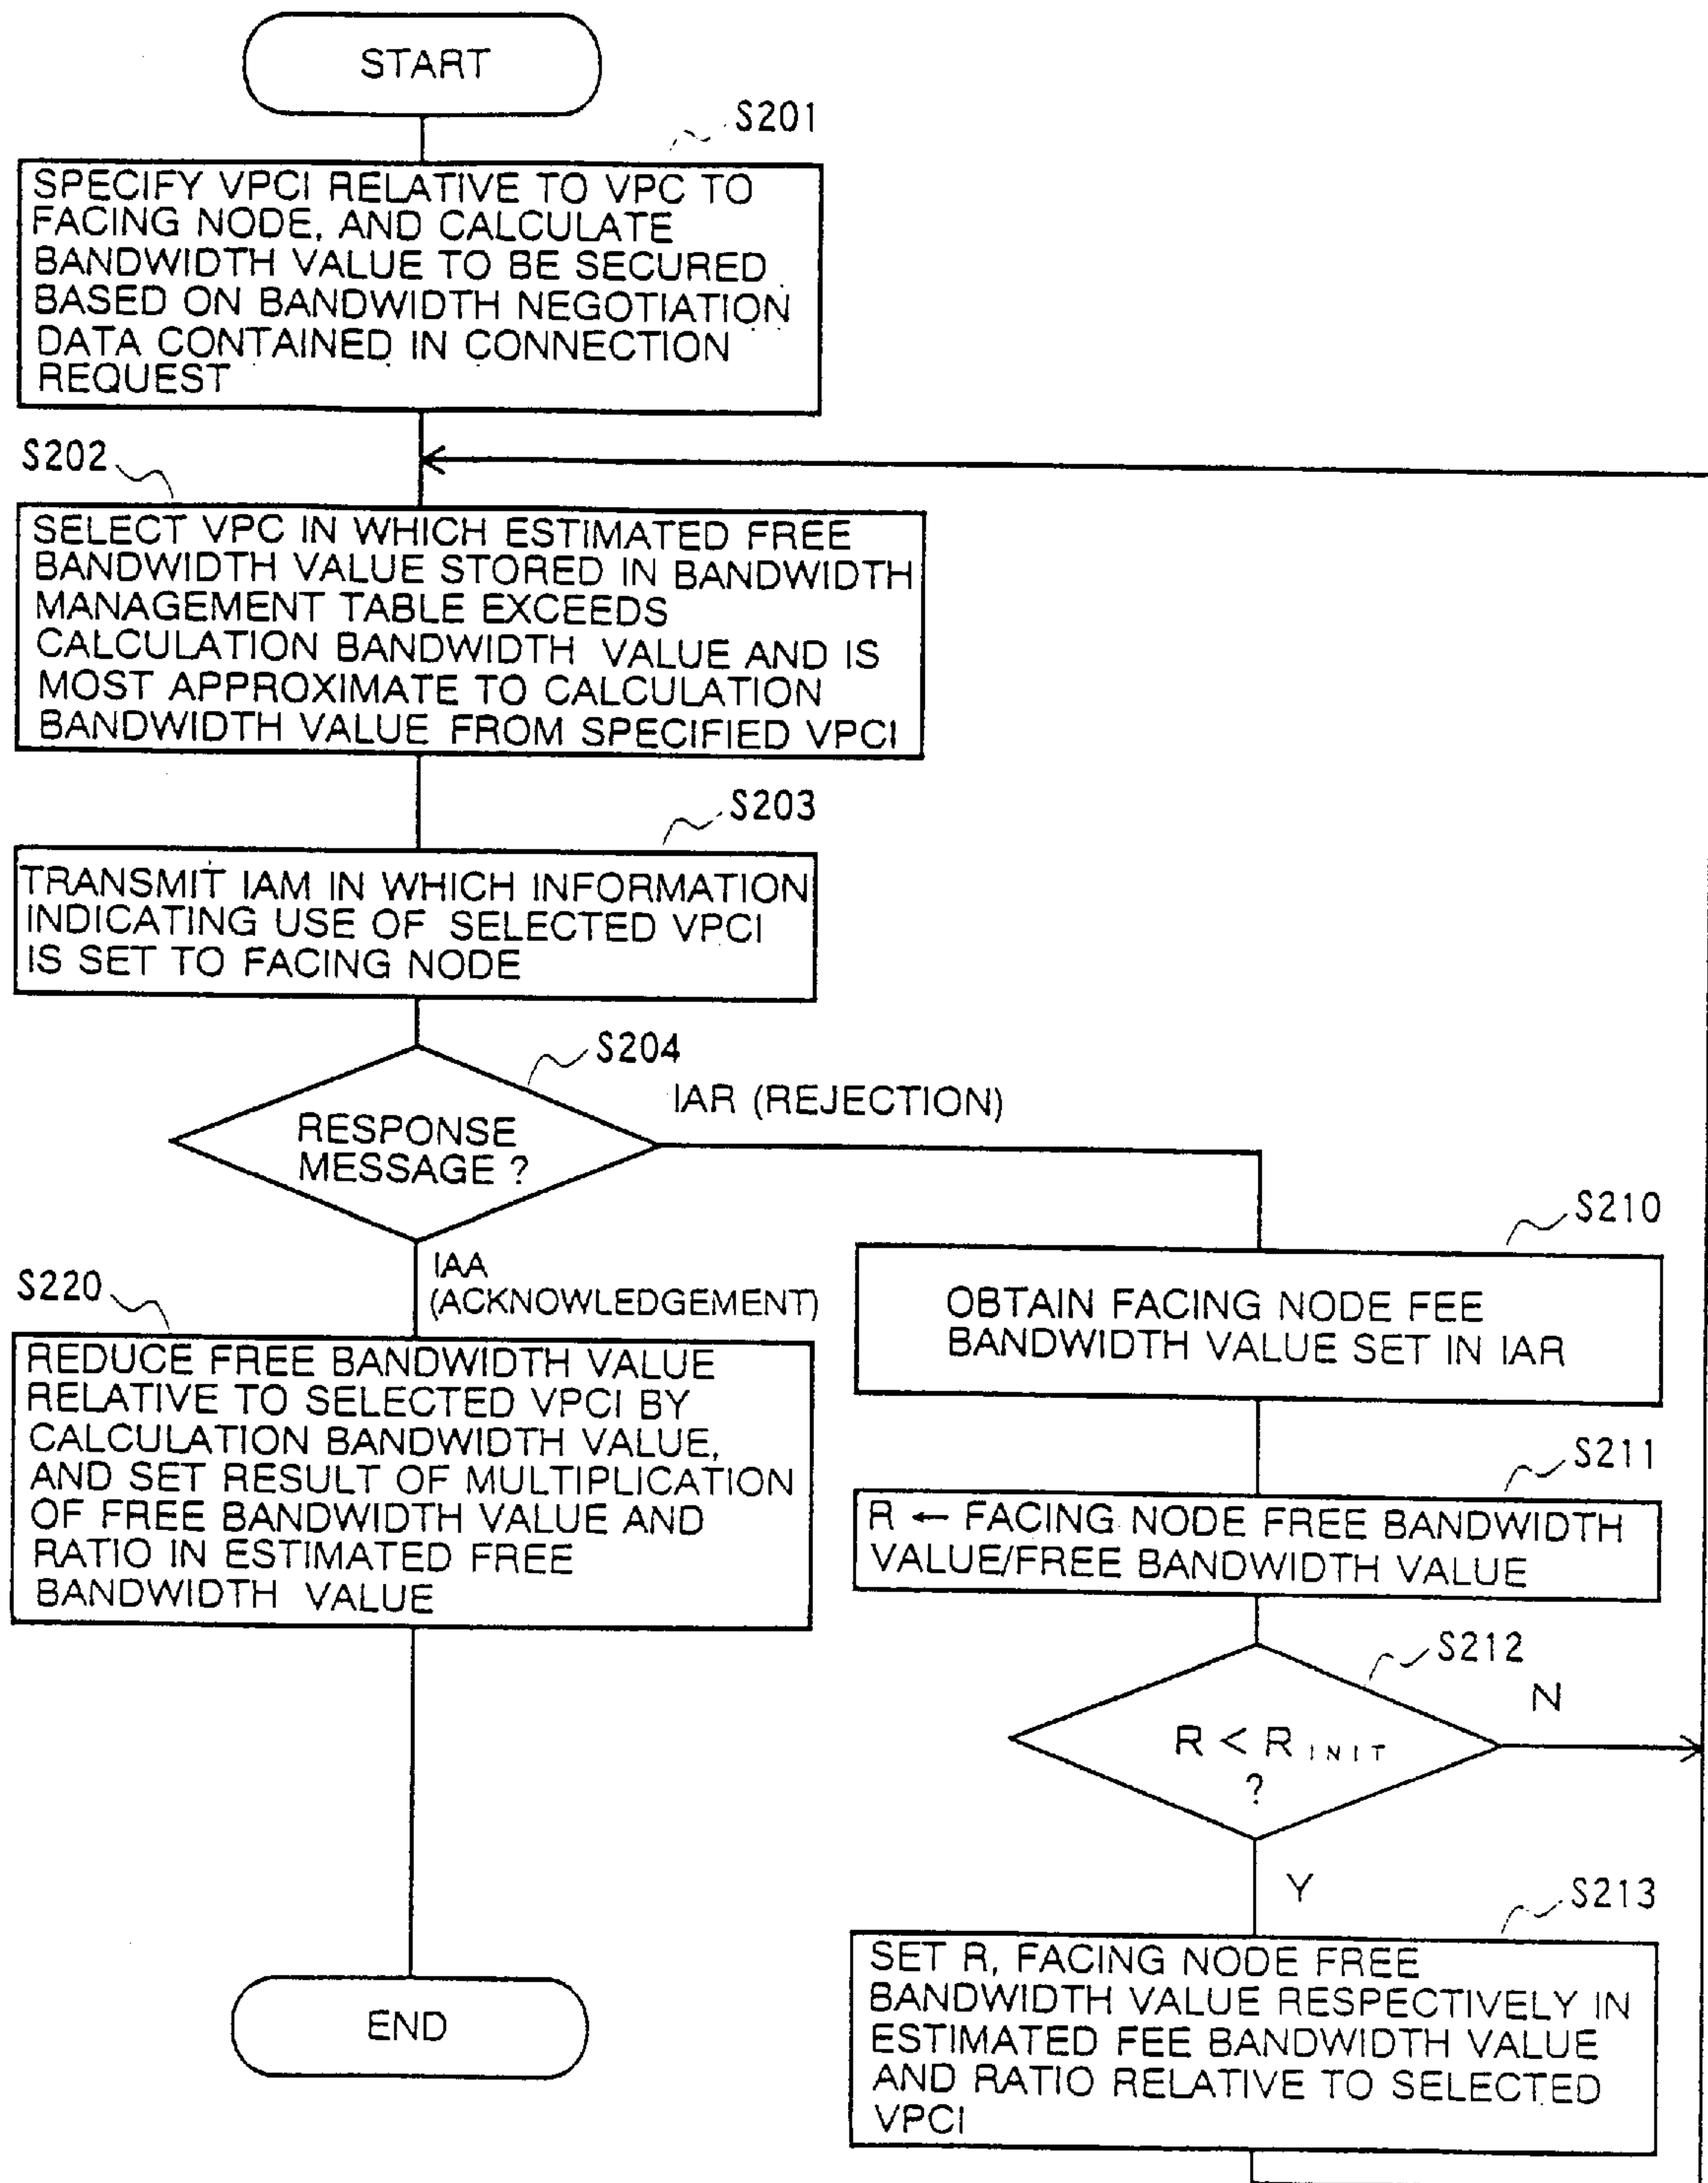 START
S201
SPECIFY VPCI RELATIVE TO VPC TO
FACING NODE, AND CALCULATE
BANDWIDTH VALUE TO BE SECURED
BASED ON BANDWIDTH NEGOTIATION
DATA CONTAINED IN CONNECTION
REQUEST
S202
SELECT VPC IN WHICH ESTIMATED FREE
BANDWIDTH VALUE STORED IN BANDWIDTH
MANAGEMENT TABLE EXCEEDS
CALCULATION BANDWIDTH VALUE AND IS
MOST APPROXIMATE TO CALCULATION
BANDWIDTH VALUE FROM SPECIFIED VPCI
S203
TRANSMIT IAM IN WHICH INFORMATION
INDICATING USE OF SELECTED VPCI
IS SET TO FACING NODE
S204
RESPONSE
MESSAGE ?
IAR (REJECTION)
IAA
(ACKNOWLEDGEMENT)
S220
REDUCE FREE BANDWIDTH VALUE
RELATIVE TO SELECTED VPCI BY
CALCULATION BANDWIDTH VALUE,
AND SET RESULT OF MULTIPLICATION
OF FREE BANDWIDTH VALUE AND
RATIO IN ESTIMATED FREE
BANDWIDTH VALUE
END
S210
OBTAIN FACING NODE FEE
BANDWIDTH VALUE SET IN IAR
S211
R ← FACING NODE FREE BANDWIDTH
VALUE/FREE BANDWIDTH VALUE
S212
R < R INIT
?
N
Y
S213
SET R, FACING NODE FREE
BANDWIDTH VALUE RESPECTIVELY IN
ESTIMATED FEE BANDWIDTH VALUE
AND RATIO RELATIVE TO SELECTED
VPCI